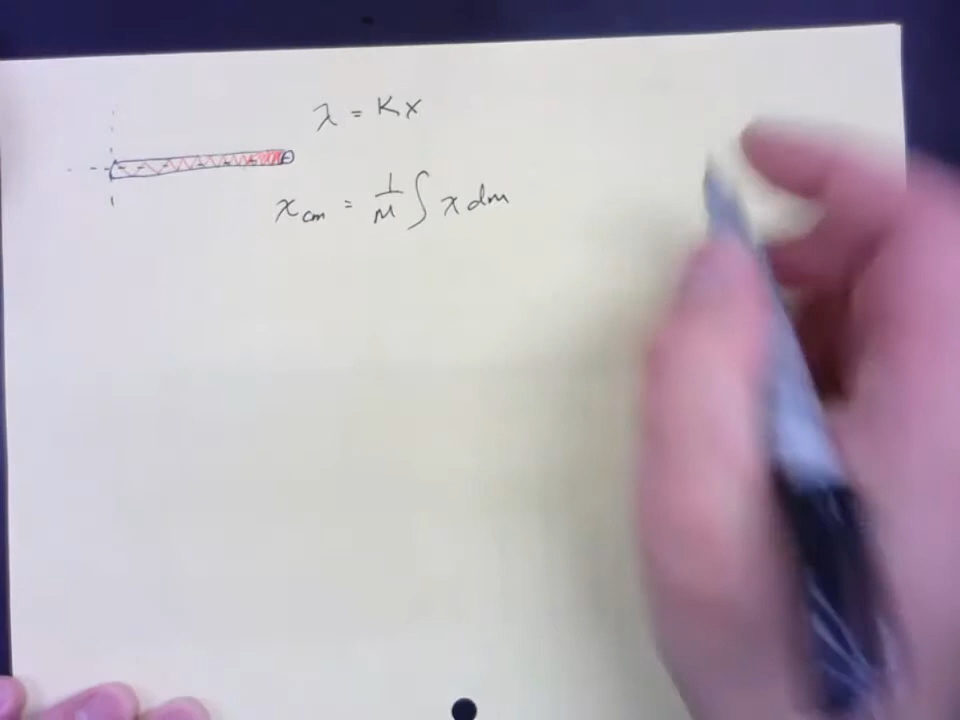 λ = Kx
x_cm = 1/M ∫ x dm